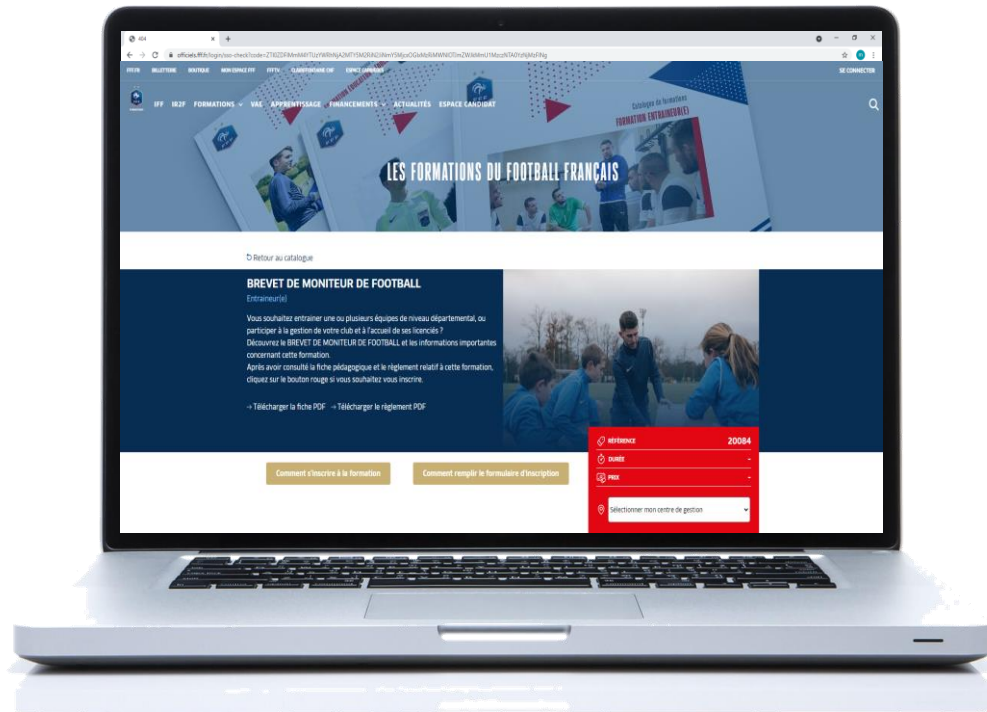 404
FFF.FR BILLETTERIE BOUTIQUE MON ESPACE FFF FFFTV
SE CONNECTER
IFF IR2F FORMATIONS VAE APPRENTISSAGE FINANCEMENTS ACTUALITÉS ESPACE CANDIDAT
Catalogue de formations
FORMATION ENTRAINEUR(E)
LES FORMATIONS DU FOOTBALL FRANÇAIS
Retour au catalogue
BREVET DE MONITEUR DE FOOTBALL
Entraineur(e)
Vous souhaitez entrainer une ou plusieurs équipes de niveau départemental, ou
participer à la gestion de votre club et à l'accueil de ses licenciés ?
Découvrez le BREVET DE MONITEUR DE FOOTBALL et les informations importantes
concernant cette formation.
Après avoir consulté la fiche pédagogique et le règlement relatif à cette formation,
cliquez sur le bouton rouge si vous souhaitez vous inscrire.
→ Télécharger la fiche PDF → Télécharger le règlement PDF
RÉFÉRENCE 20084
DURÉE -
PRIX -
Comment s'inscrire à la formation Comment remplir le formulaire d'inscription
Sélectionner mon centre de gestion